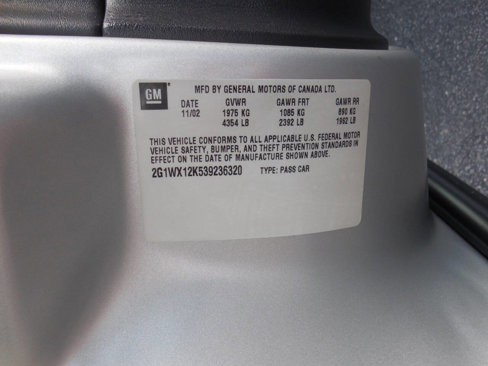 GM
MFD BY GENERAL MOTORS OF CANADA LTD.
DATE GVWR GAWR FRT GAWR RR
11/02 1975 KG 1085 KG 890 KG
4354 LB 2392 LB 1962 LB
THIS VEHICLE CONFORMS TO ALL APPLICABLE U.S. FEDERAL MOTOR
VEHICLE SAFETY, BUMPER, AND THEFT PREVENTION STANDARDS IN
EFFECT ON THE DATE OF MANUFACTURE SHOWN ABOVE.
2G1WX12K539236320 TYPE: PASS CAR